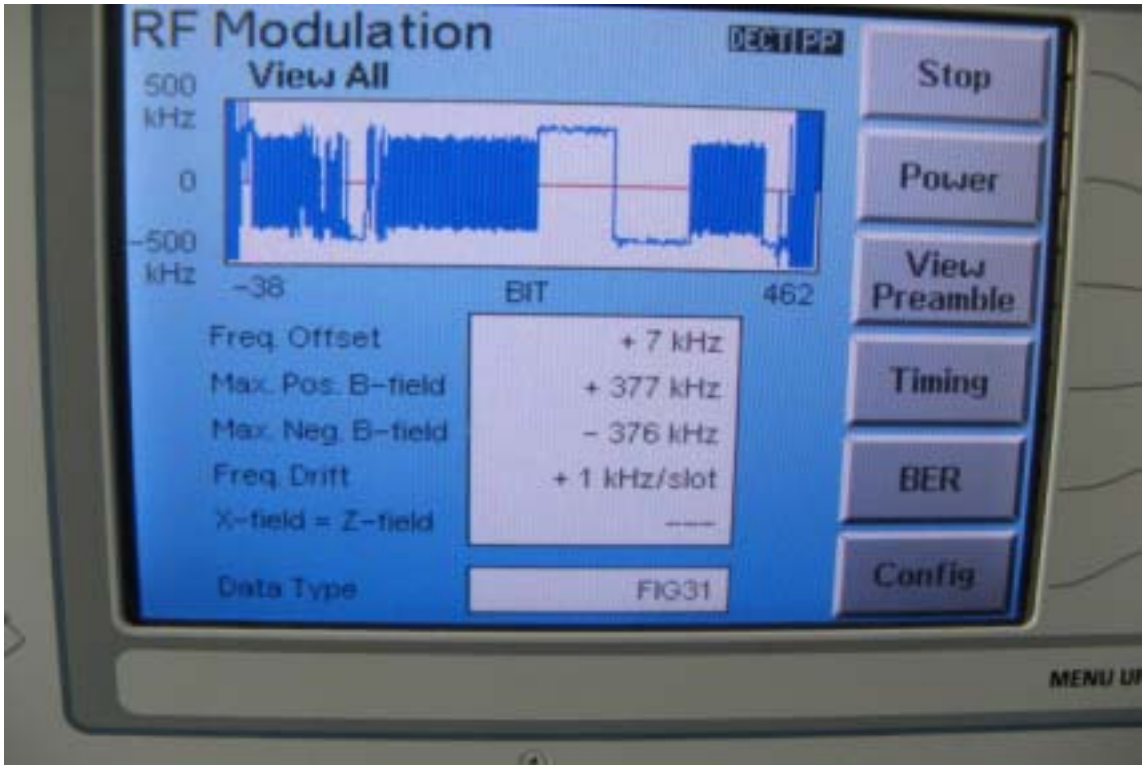 RF Modulation
DECT PP
View All
500
kHz
0
-500
kHz
-38
BIT
462
Freq. Offset
+ 7 kHz
Max. Pos. B-field
+ 377 kHz
Max. Neg. B-field
- 376 kHz
Freq. Drift
+ 1 kHz/slot
X-field = Z-field
---
Data Type
FIG31
Stop
Power
View
Preamble
Timing
BER
Config
MENU